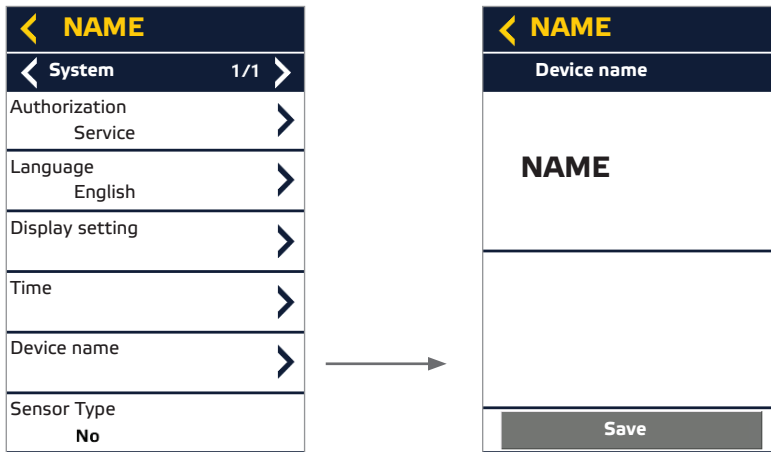 NAME
System 1/1
Authorization
Service
Language
English
Display setting
Time
Device name
Sensor Type
No
NAME
Device name
NAME
Save